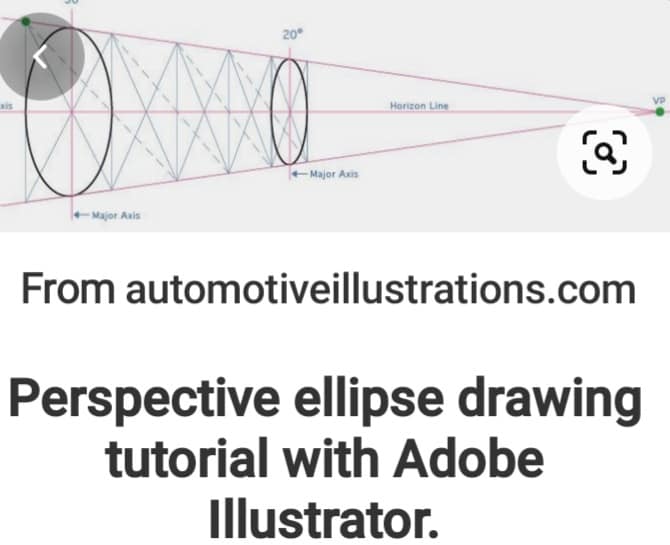 20°
Horizon Line
VP
xis
Major Axis
Major Axis
From automotiveillustrations.com
Perspective ellipse drawing
tutorial with Adobe
Illustrator.